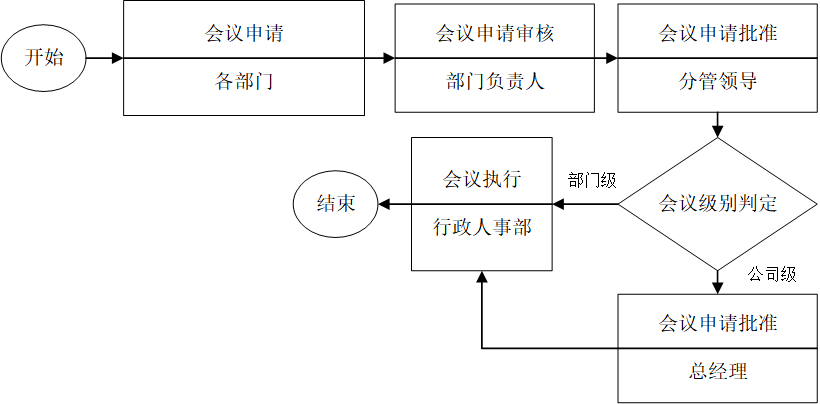 开始
会议申请
各部门
会议申请审核
部门负责人
会议申请批准
分管领导
会议级别判定
部门级
会议执行
行政人事部
结束
公司级
会议申请批准
总经理